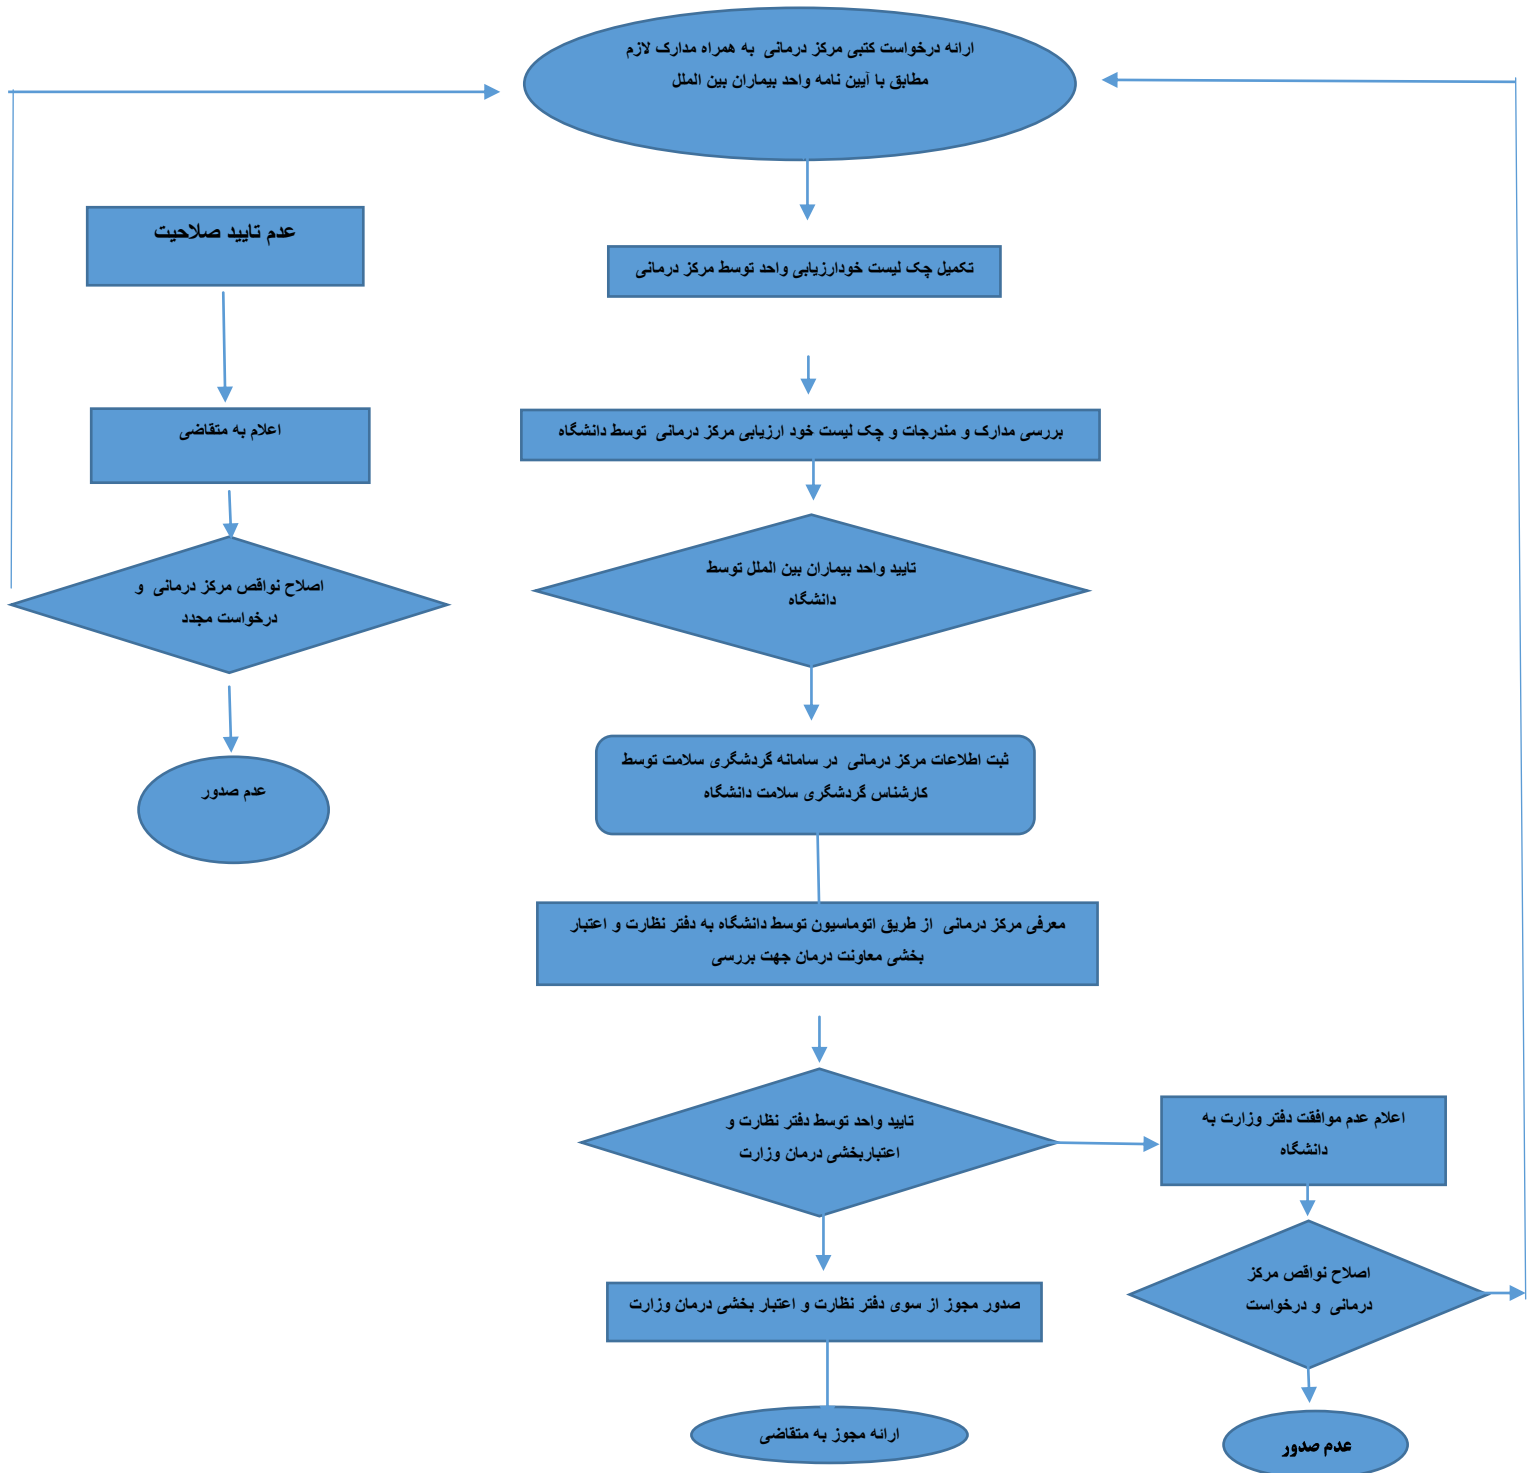 ارائه درخواست کتبی مرکز درمانی به همراه مدارک لازم
مطابق با آیین نامه واحد بیماران بین الملل
تکمیل چک لیست خودارزیابی واحد توسط مرکز درمانی
بررسی مدارک و مندرجات و چک لیست خود ارزیابی مرکز درمانی توسط دانشگاه
تایید واحد بیماران بین الملل توسط
دانشگاه
ثبت اطلاعات مرکز درمانی در سامانه گردشگری سلامت توسط
کارشناس گردشگری سلامت دانشگاه
معرفی مرکز درمانی از طریق اتوماسیون توسط دانشگاه به دفتر نظارت و اعتبار
بخشی معاونت درمان جهت بررسی
تایید واحد توسط دفتر نظارت و
اعتباربخشی درمان وزارت
صدور مجوز از سوی دفتر نظارت و اعتبار بخشی درمان وزارت
ارائه مجوز به متقاضی
اعلام عدم موافقت دفتر وزارت به
دانشگاه
اصلاح نواقص مرکز
درمانی و درخواست
عدم صدور
عدم تایید صلاحیت
اعلام به متقاضی
اصلاح نواقص مرکز درمانی و
درخواست مجدد
عدم صدور